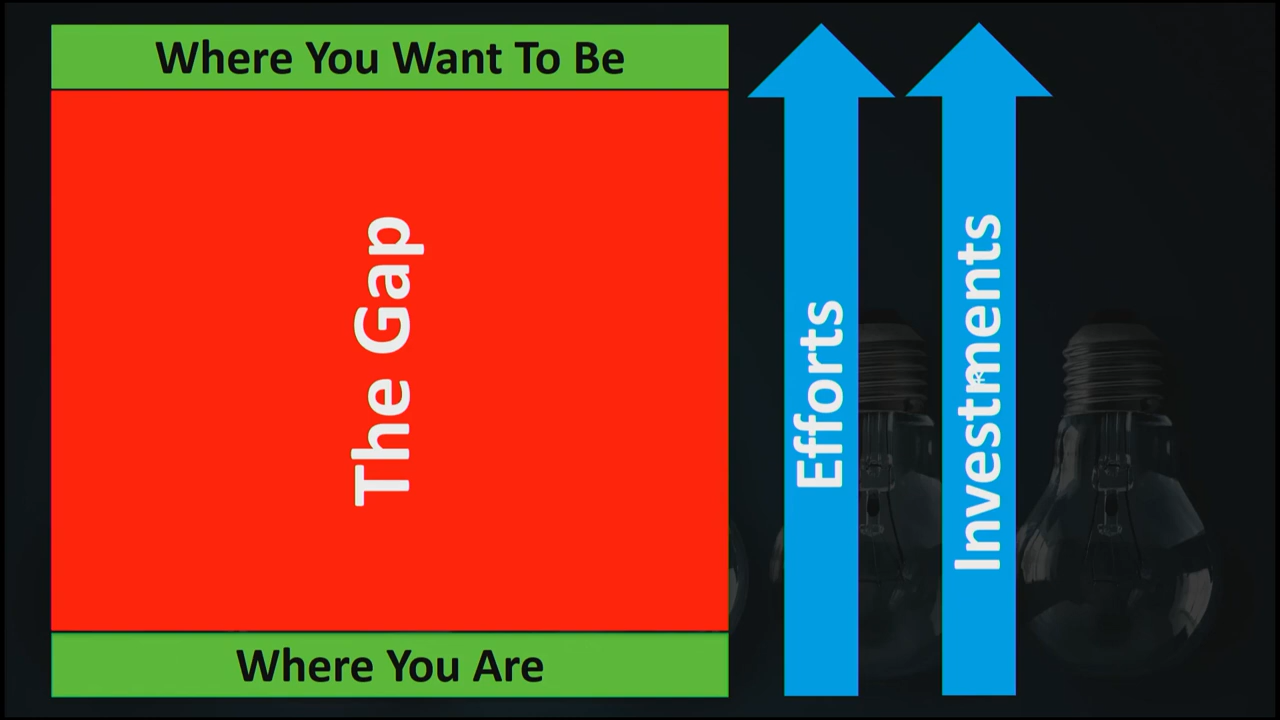 Where You Want To Be
The Gap
Where You Are
Efforts
Investments